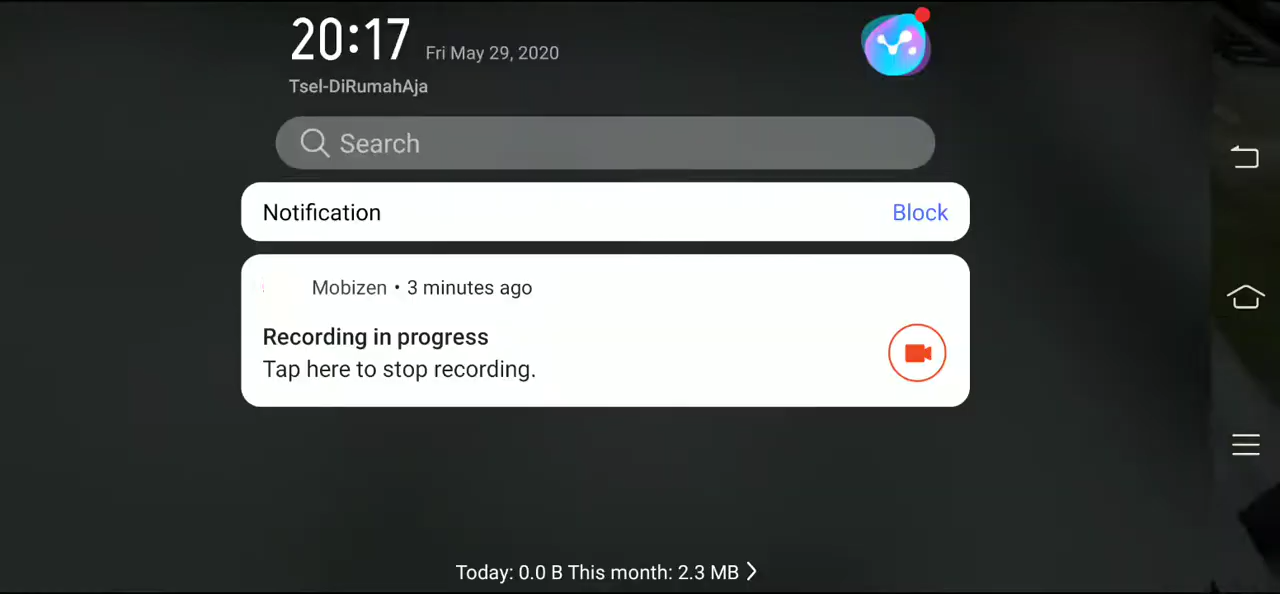 20:17 Fri May 29, 2020
Tsel-DiRumahAja
Search
Notification Block
Mobizen • 3 minutes ago
Recording in progress
Tap here to stop recording.
Today: 0.0 B This month: 2.3 MB